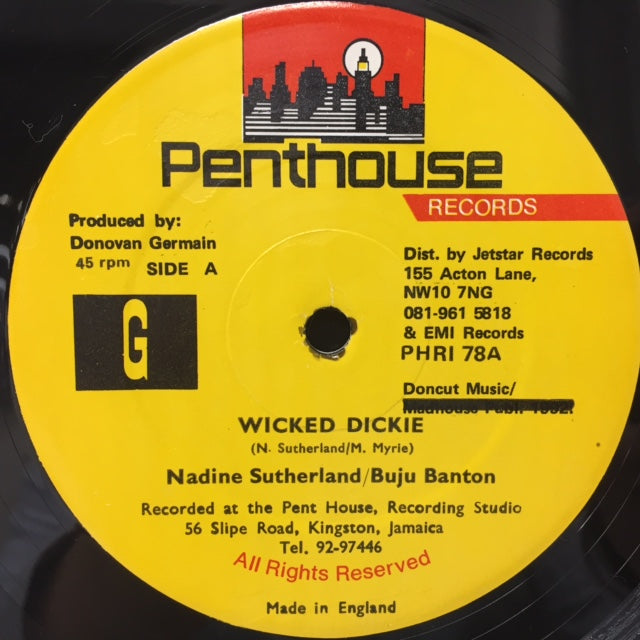 Penthouse
RECORDS
Produced by:
Donovan Germain
45 rpm SIDE A
G
Dist. by Jetstar Records
155 Acton Lane,
NW10 7NG
081-961 5818
& EMI Records
PHRI 78A
Doncut Music/
WICKED DICKIE
(N. Sutherland/M. Myrie)
Nadine Sutherland/Buju Banton
Recorded at the Pent House, Recording Studio
56 Slipe Road, Kingston, Jamaica
Tel. 92-97446
All Rights Reserved
Made in England